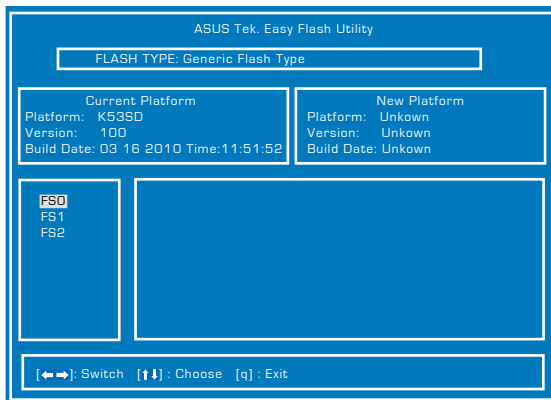 ASUS Tek. Easy Flash Utility
FLASH TYPE: Generic Flash Type
Current Platform
Platform: K53SD
Version: 100
Build Date: 03 16 2010 Time:11:51:52
New Platform
Platform: Unkown
Version: Unkown
Build Date: Unkown
FS0
FS1
FS2
[←→]: Switch [↑↓] : Choose [q] : Exit